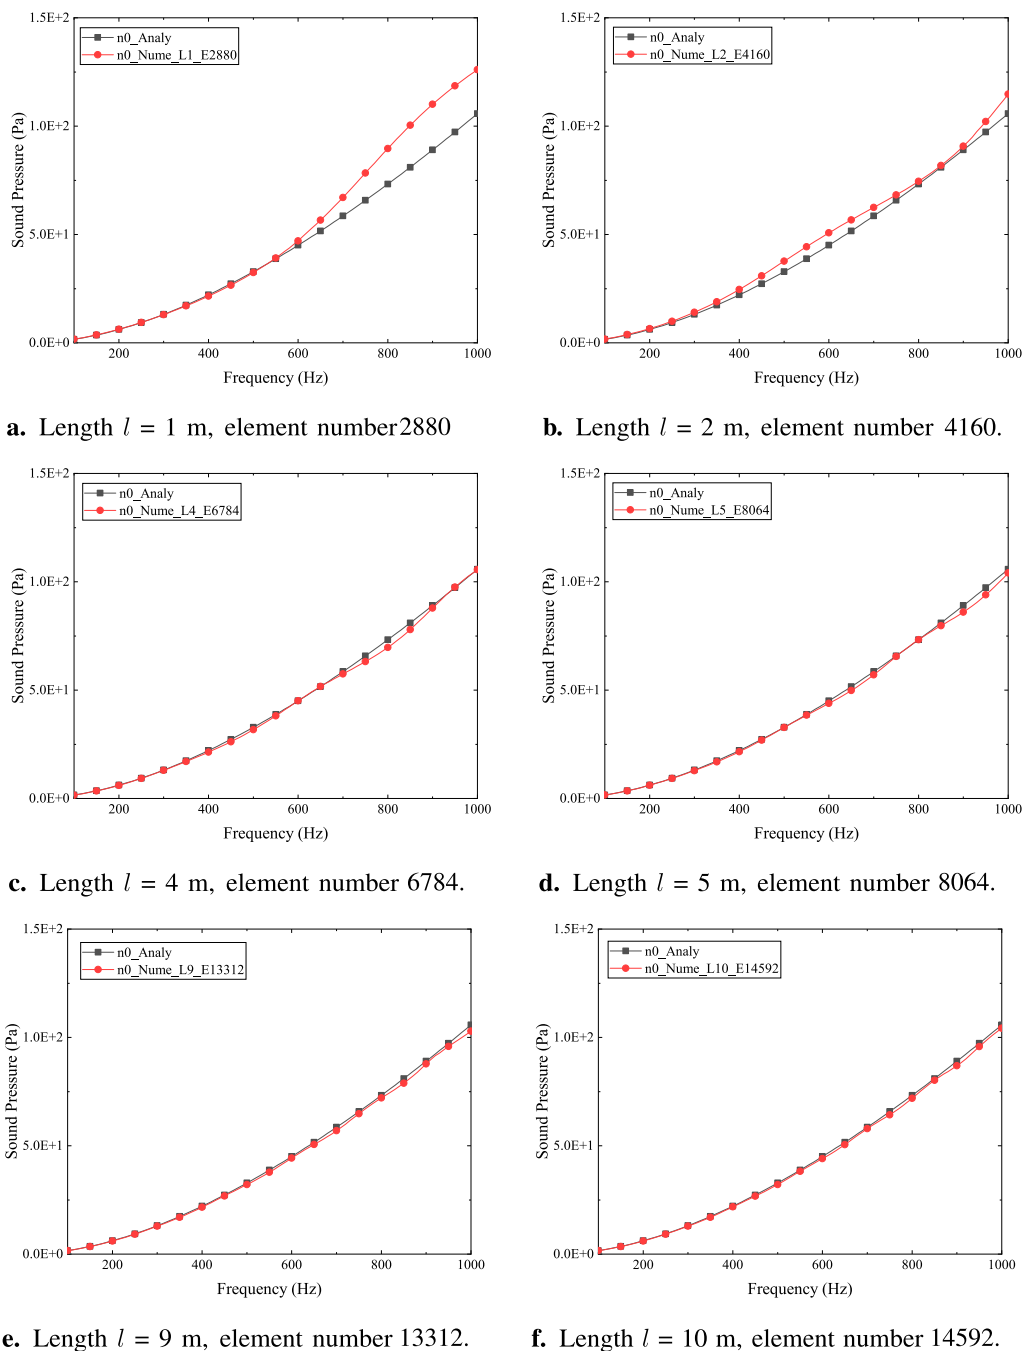 1.5E+2
n0_Analy
n0_Nume_L1_E2880
1.0E+2
5.0E+1
0.0E+0
Sound Pressure (Pa)
200 400 600 800 1000
Frequency (Hz)
a. Length l = 1 m, element number2880
1.5E+2
n0_Analy
n0_Nume_L2_E4160
1.0E+2
5.0E+1
0.0E+0
Sound Pressure (Pa)
200 400 600 800 1000
Frequency (Hz)
b. Length l = 2 m, element number 4160.
1.5E+2
n0_Analy
n0_Nume_L4_E6784
1.0E+2
5.0E+1
0.0E+0
Sound Pressure (Pa)
200 400 600 800 1000
Frequency (Hz)
c. Length l = 4 m, element number 6784.
1.5E+2
n0_Analy
n0_Nume_L5_E8064
1.0E+2
5.0E+1
0.0E+0
Sound Pressure (Pa)
200 400 600 800 1000
Frequency (Hz)
d. Length l = 5 m, element number 8064.
1.5E+2
n0_Analy
n0_Nume_L9_E13312
1.0E+2
5.0E+1
0.0E+0
Sound Pressure (Pa)
200 400 600 800 1000
Frequency (Hz)
e. Length l = 9 m, element number 13312.
1.5E+2
n0_Analy
n0_Nume_L10_E14592
1.0E+2
5.0E+1
0.0E+0
Sound Pressure (Pa)
200 400 600 800 1000
Frequency (Hz)
f. Length l = 10 m, element number 14592.